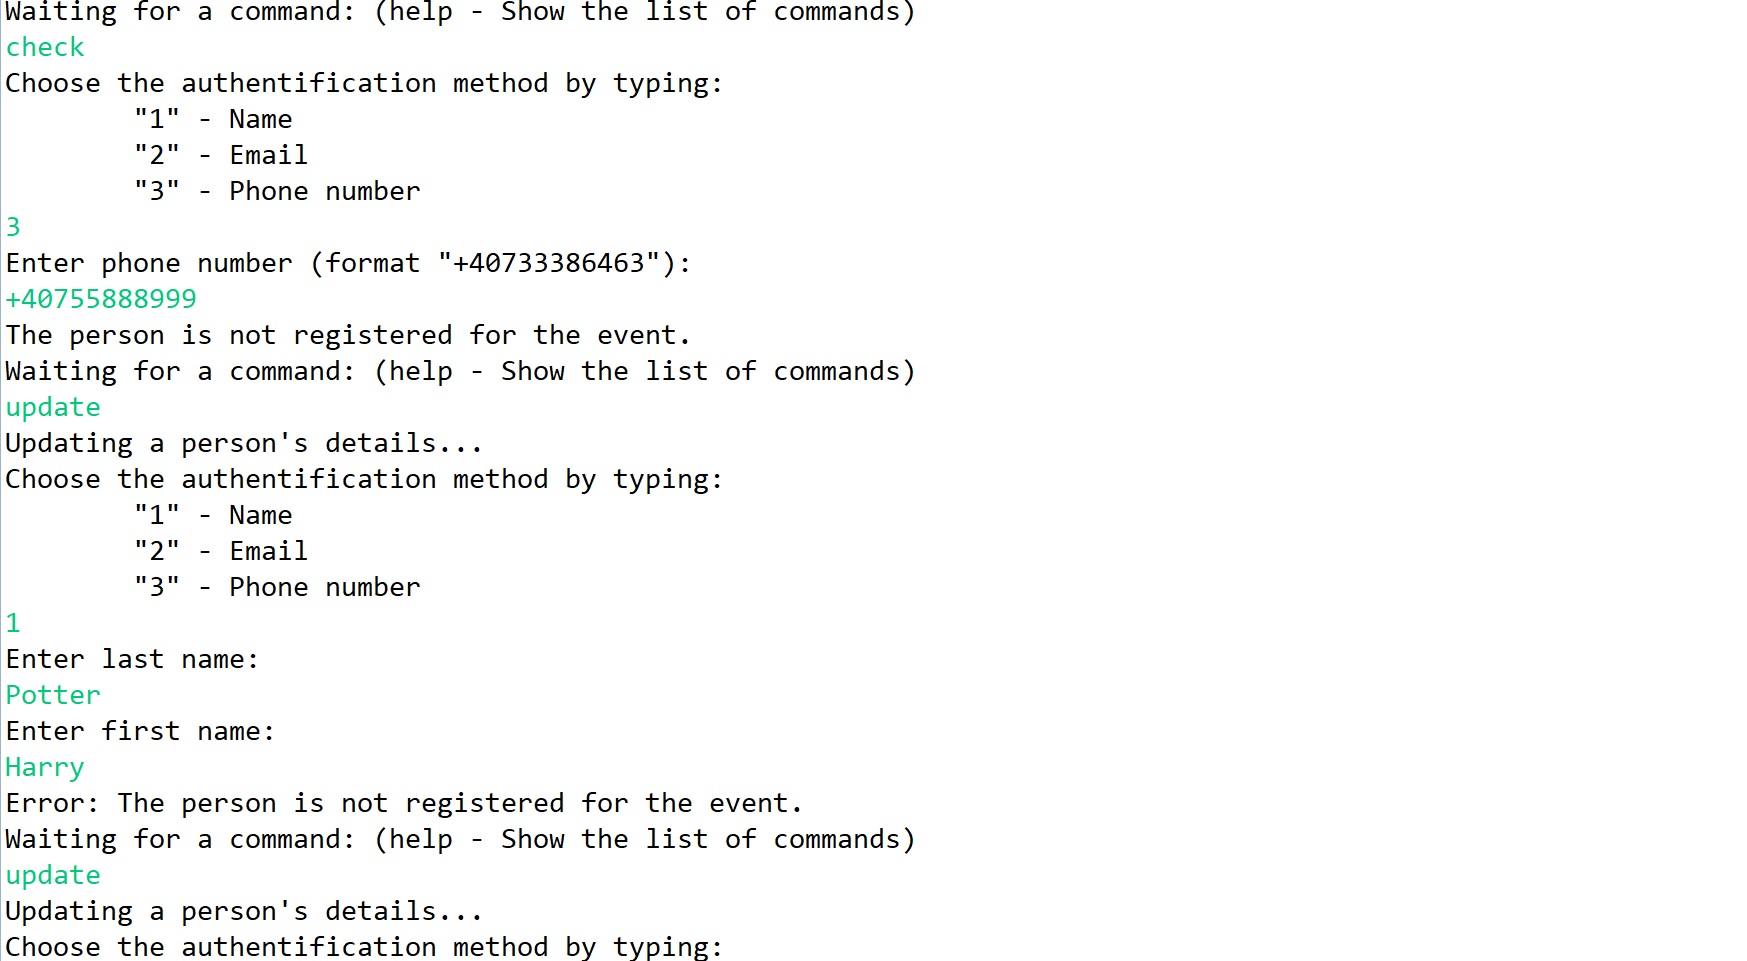 Waiting for a command: (help - Show the list of commands)
check
Choose the authentification method by typing:
"1" - Name
"2" - Email
"3" - Phone number
3
Enter phone number (format "+40733386463"):
+40755888999
The person is not registered for the event.
Waiting for a command: (help - Show the list of commands)
update
Updating a person's details...
Choose the authentification method by typing:
"1" - Name
"2" - Email
"3" - Phone number
1
Enter last name:
Potter
Enter first name:
Harry
Error: The person is not registered for the event.
Waiting for a command: (help - Show the list of commands)
update
Updating a person's details...
Choose the authentification method by typing: